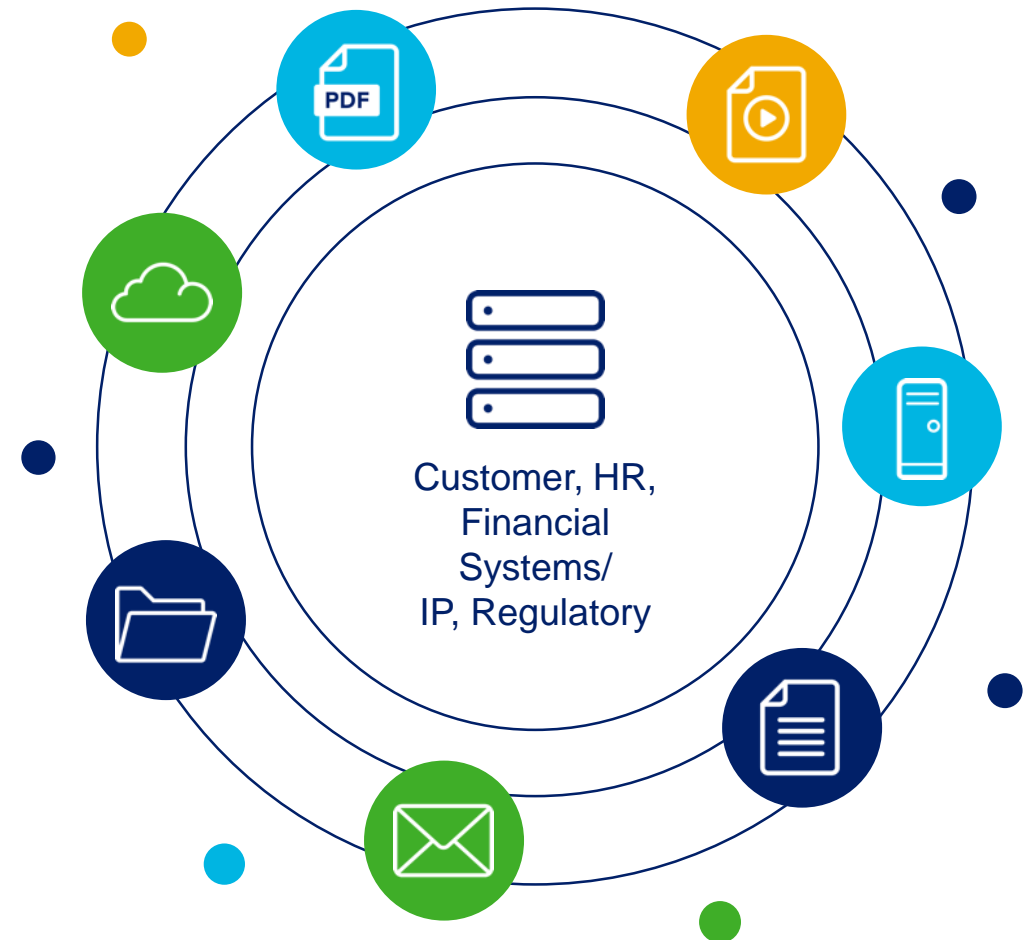 PDF
Customer, HR,
Financial
Systems/
IP, Regulatory